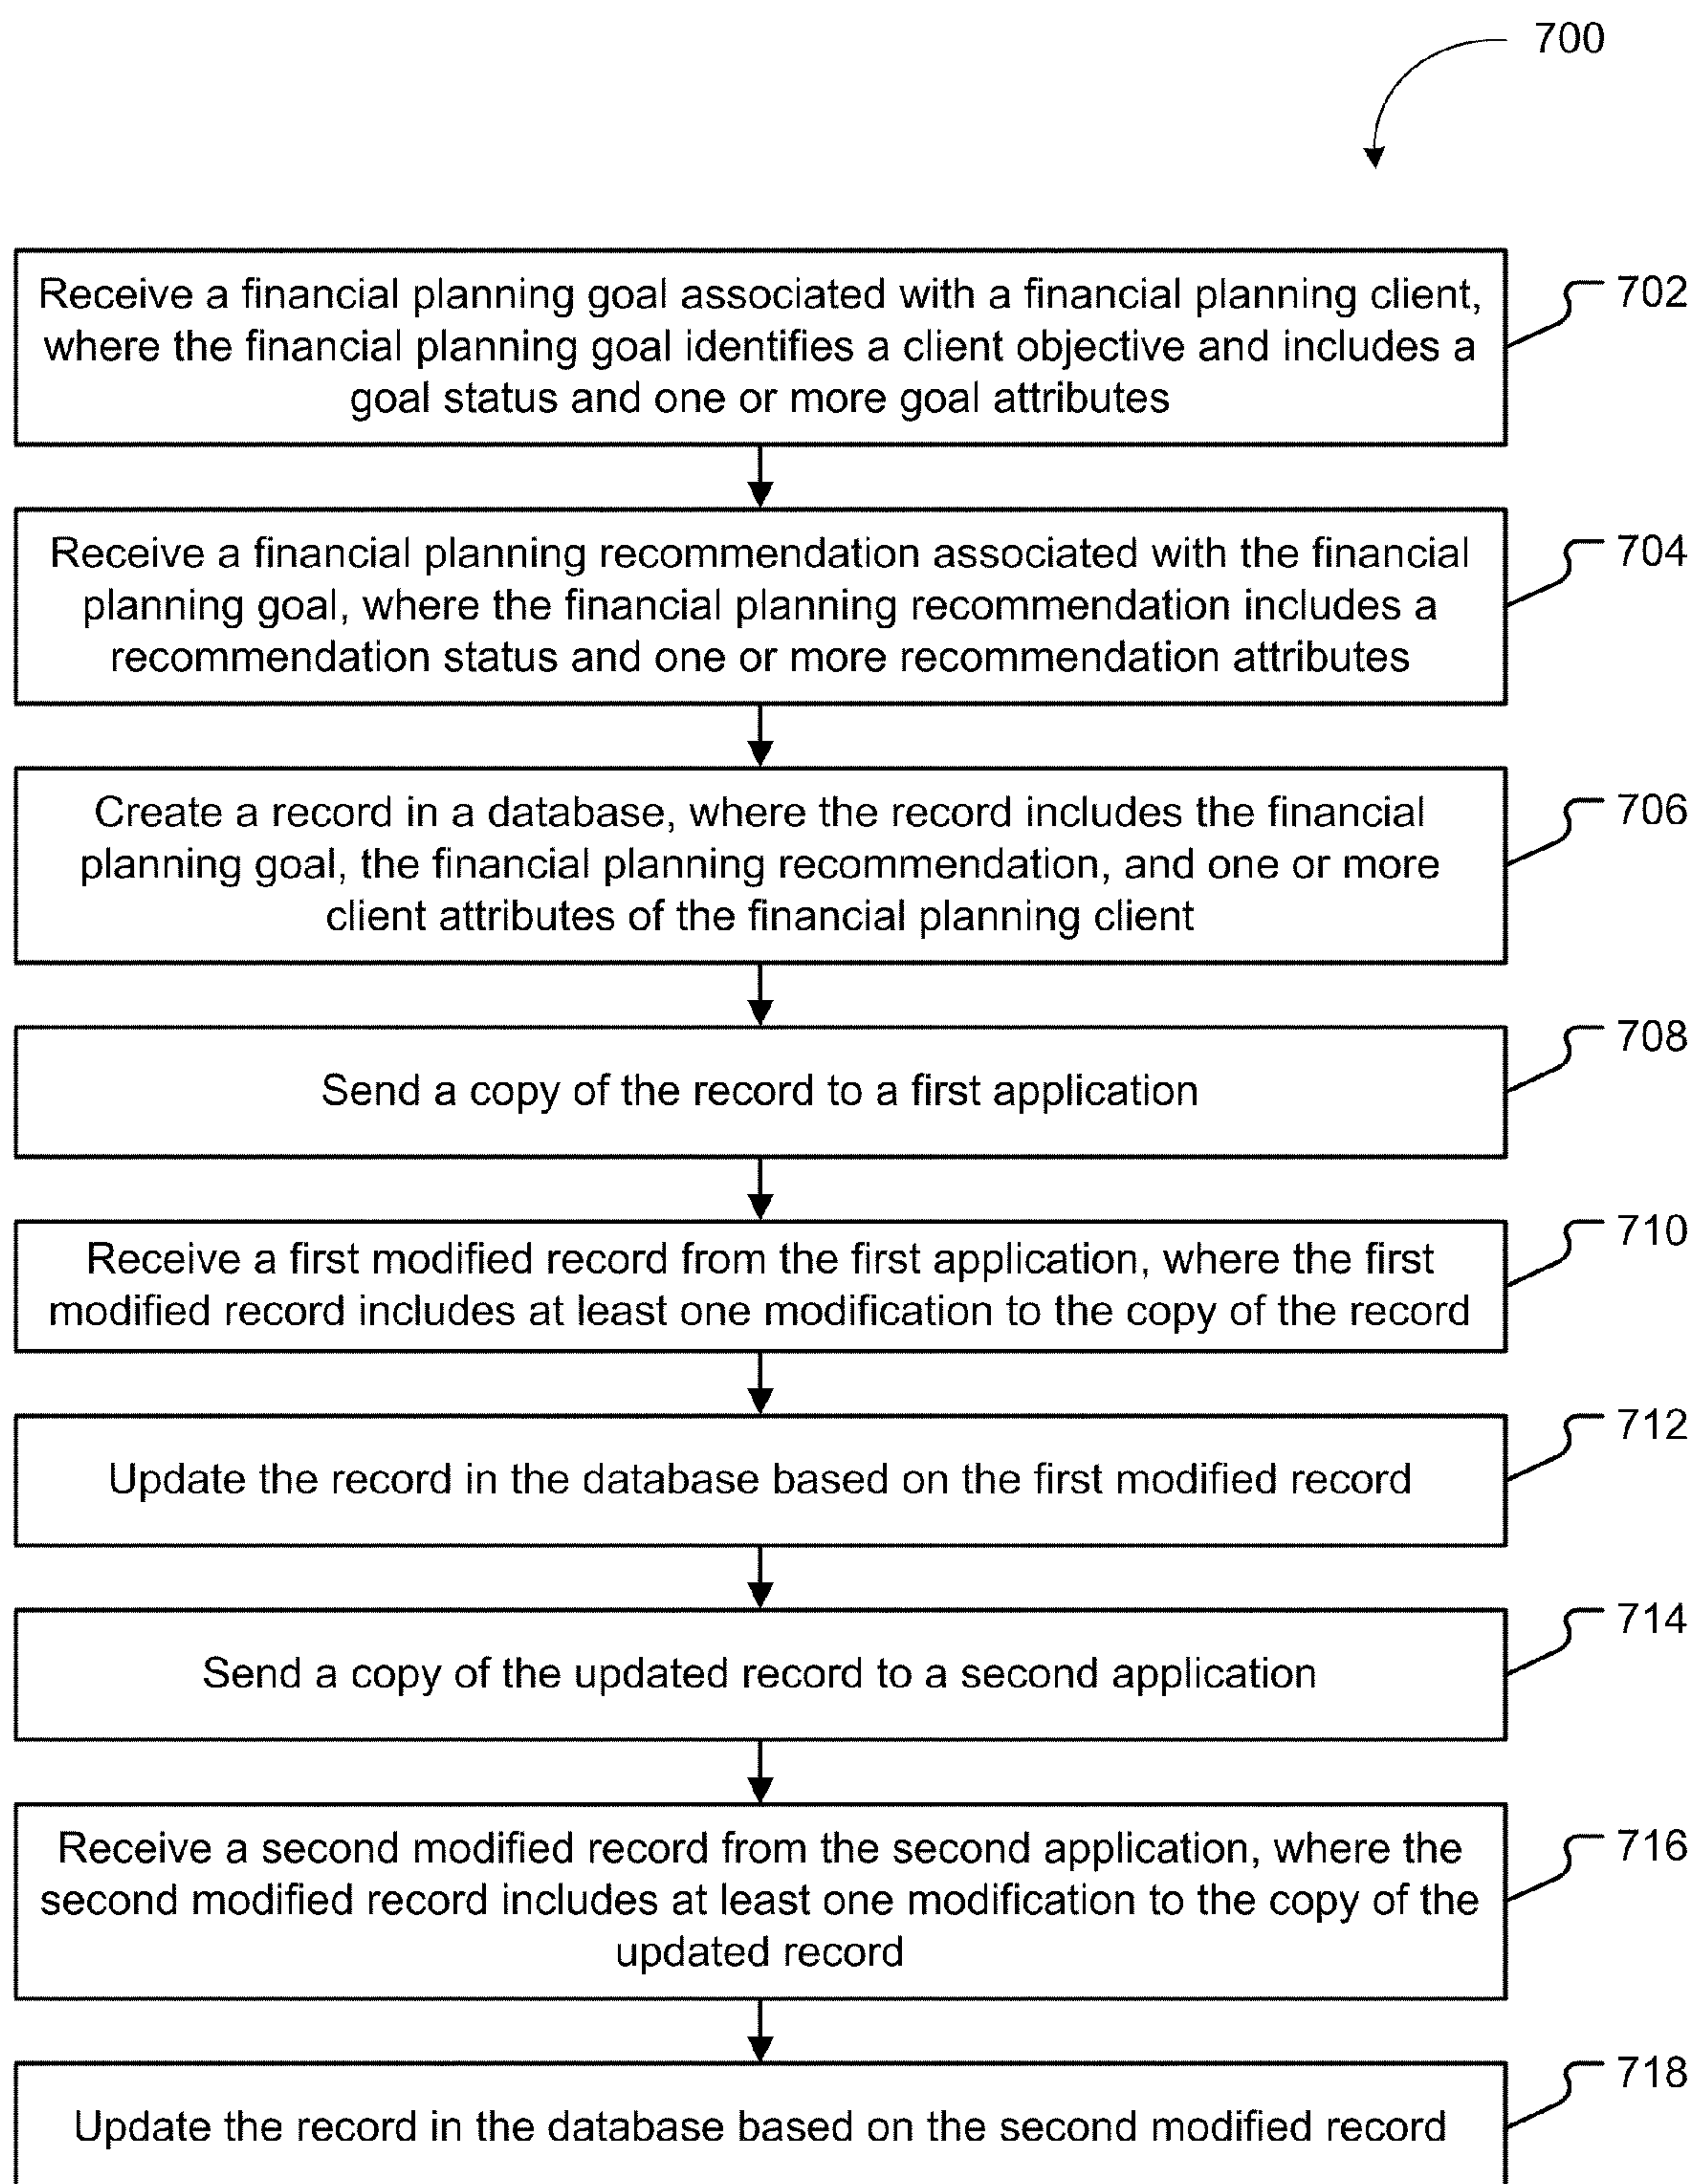 700
Receive a financial planning goal associated with a financial planning client,
where the financial planning goal identifies a client objective and includes a
goal status and one or more goal attributes
702
Receive a financial planning recommendation associated with the financial
planning goal, where the financial planning recommendation includes a
recommendation status and one or more recommendation attributes
704
Create a record in a database, where the record includes the financial
planning goal, the financial planning recommendation, and one or more
client attributes of the financial planning client
706
Send a copy of the record to a first application
708
Receive a first modified record from the first application, where the first
modified record includes at least one modification to the copy of the record
710
Update the record in the database based on the first modified record
712
Send a copy of the updated record to a second application
714
Receive a second modified record from the second application, where the
second modified record includes at least one modification to the copy of the
updated record
716
Update the record in the database based on the second modified record
718